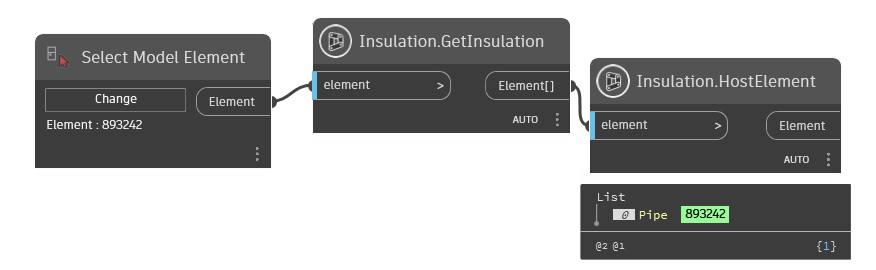 Select Model Element
Change
Element
Element : 893242
Insulation.GetInsulation
element >
Element[]
AUTO
Insulation.HostElement
element >
Element
AUTO
List
0 Pipe 893242
@2 @1 {1}